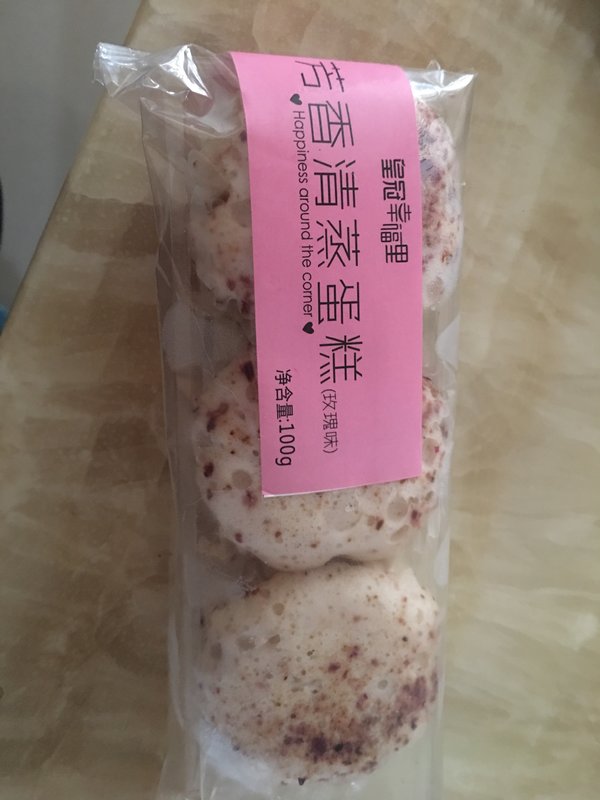 皇冠幸福里
芳香清蒸蛋糕(玫瑰味)
Happiness around the corner
净含量:100g